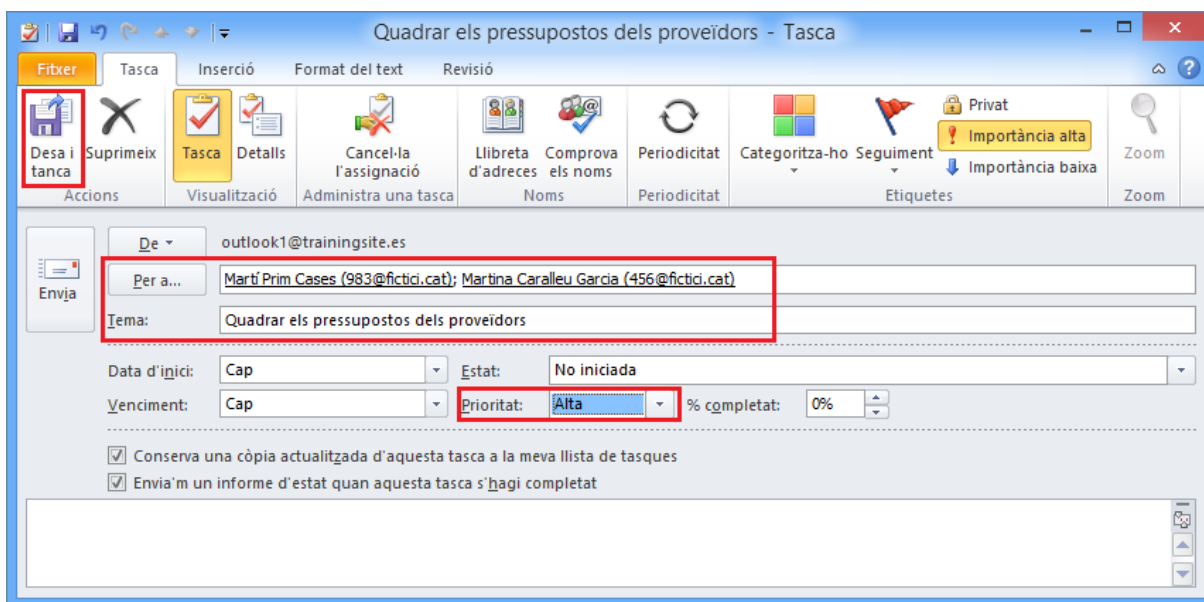 Quadrar els pressupostos dels proveïdors - Tasca
Fitxer Tasca Inserció Format del text Revisió
Desa i tanca Suprimeix Tasca Detalls Cancel·la l'assignació Llibreta d'adreces Comprova els noms Periodicitat Categoritza-ho Seguiment Privat Importància alta Importància baixa Zoom
Accions Visualització Administra una tasca Noms Periodicitat Etiquetes Zoom
De outlook1@trainingsite.es
Envia
Per a... Martí Prim Cases (983@fictici.cat); Martina Caralleu Garcia (456@fictici.cat)
Tema: Quadrar els pressupostos dels proveïdors
Data d'inici: Cap Estat: No iniciada
Venciment: Cap Prioritat: Alta % completat: 0%
Conserva una còpia actualitzada d'aquesta tasca a la meva llista de tasques
Envia'm un informe d'estat quan aquesta tasca s'hagi completat